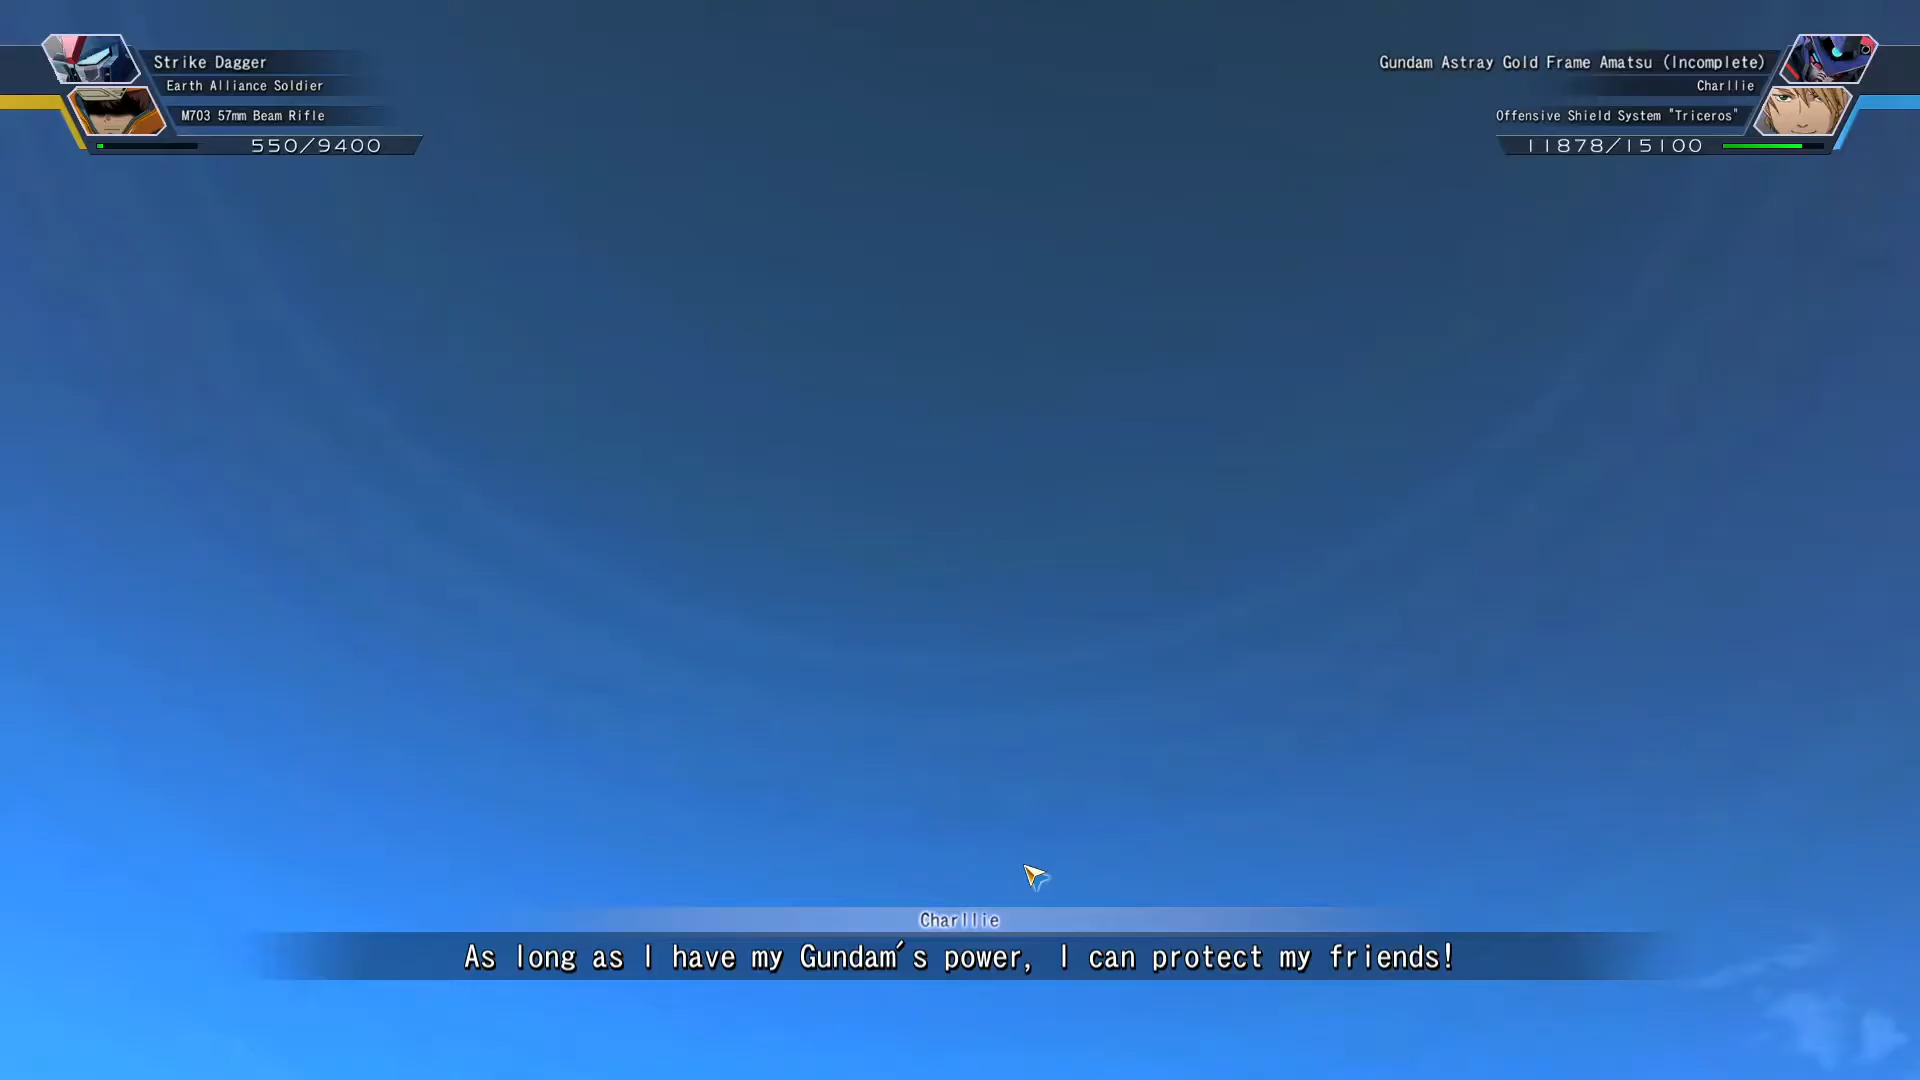 Strike Dagger
Earth Alliance Soldier
M703 57mm Beam Rifle
550/9400
Gundam Astray Gold Frame Amatsu (Incomplete)
Charllie
Offensive Shield System "Triceros"
11878/15100
Charllie
As long as I have my Gundam's power, I can protect my friends!